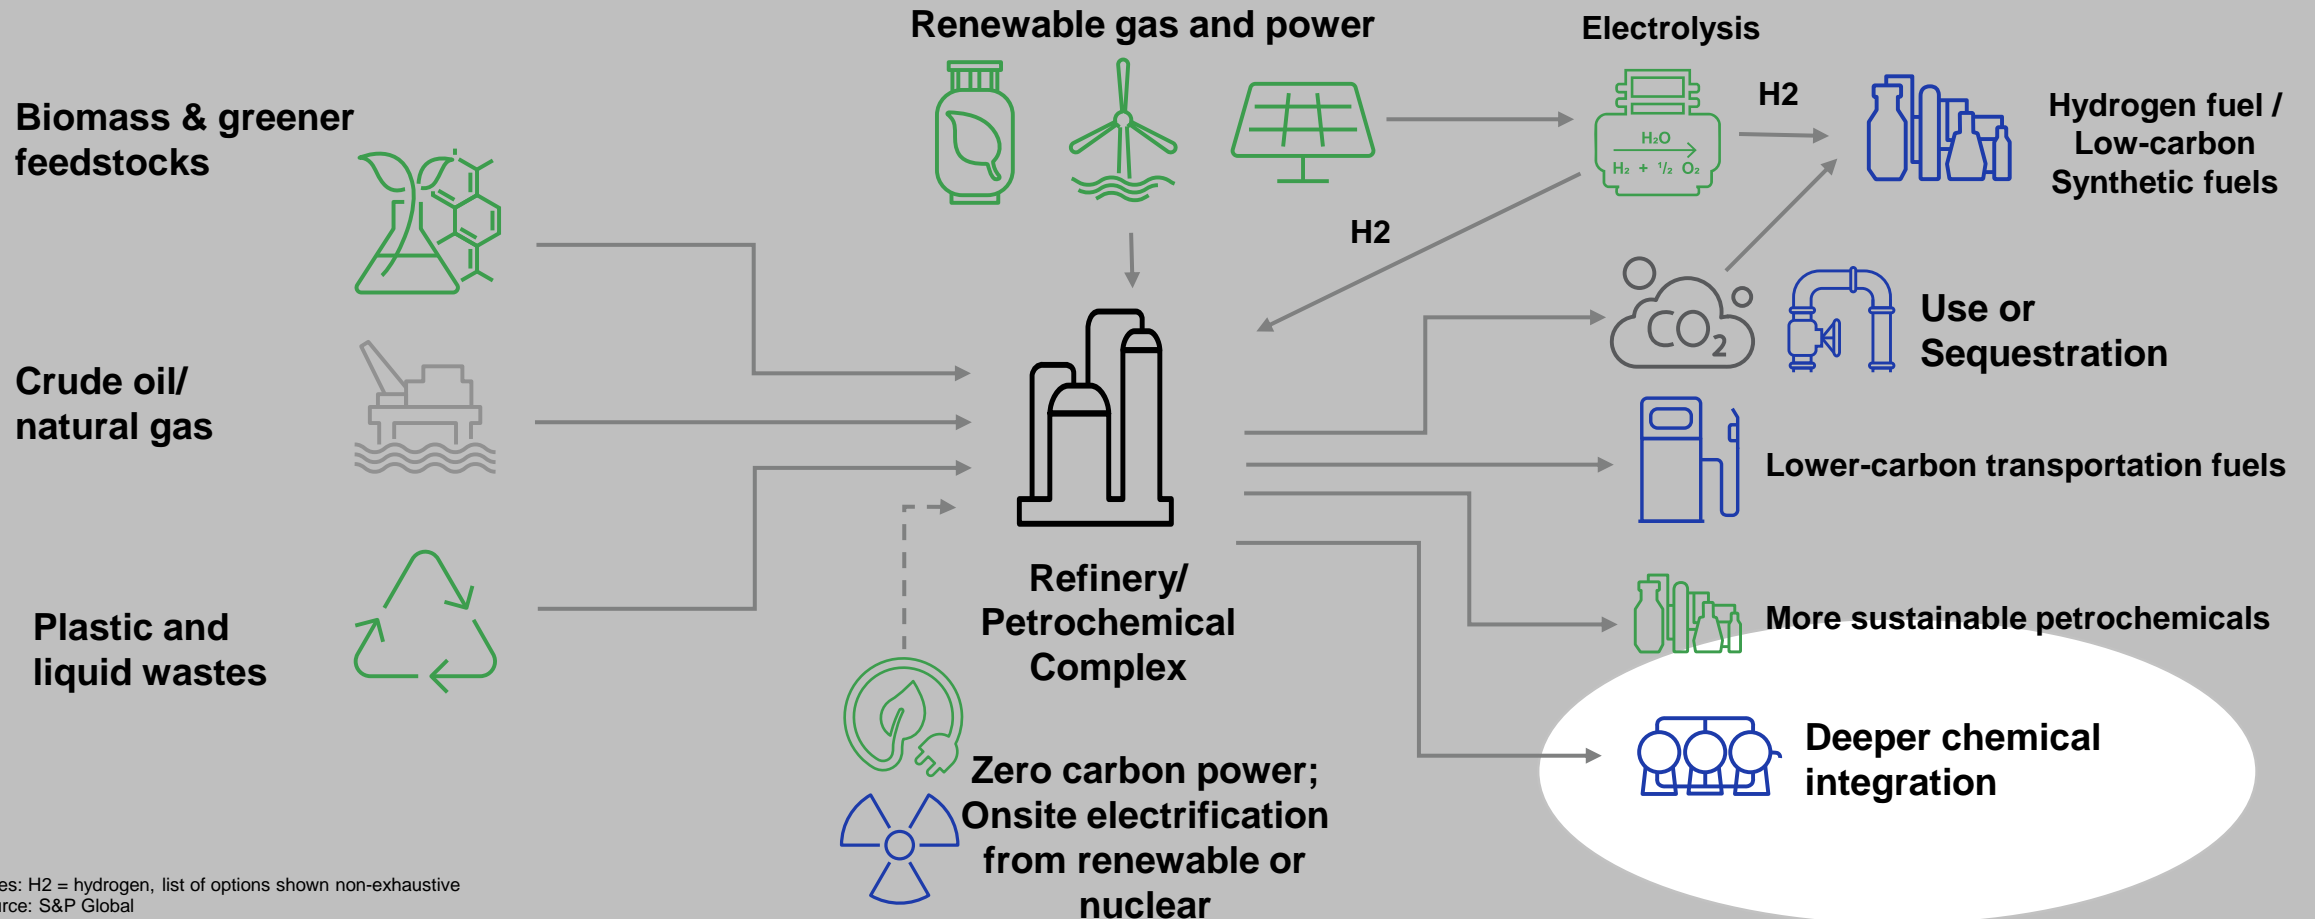 Renewable gas and power
Electrolysis
Biomass & greener
feedstocks
H2
Hydrogen fuel /
Low-carbon
Synthetic fuels
H₂O
H₂ + ½ O₂
H2
CO₂
Use or
Sequestration
Crude oil/
natural gas
Lower-carbon transportation fuels
Refinery/
Petrochemical
Complex
Plastic and
liquid wastes
More sustainable petrochemicals
Deeper chemical
integration
Zero carbon power;
Onsite electrification
from renewable or
nuclear
es: H2 = hydrogen, list of options shown non-exhaustive
urce: S&P Global